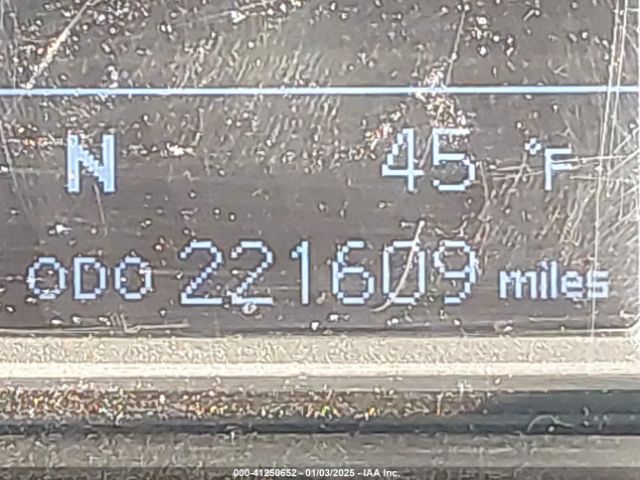 N 45 °F
ODO 221609 miles
000-41250652 - 01/03/2025 - IAA Inc.